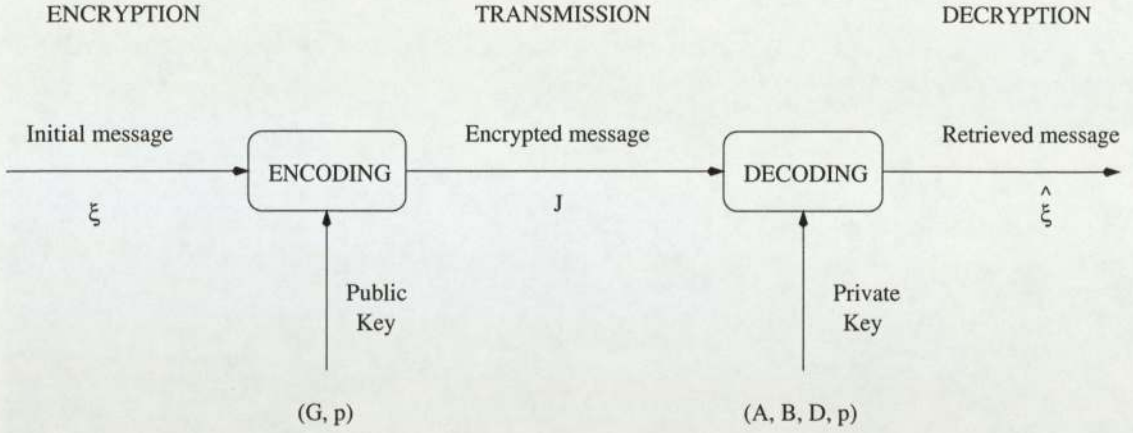 ENCRYPTION
TRANSMISSION
DECRYPTION
Initial message
Encrypted message
Retrieved message
ENCODING
DECODING
ξ
J
ξ̂
Public
Key
Private
Key
(G, p)
(A, B, D, p)